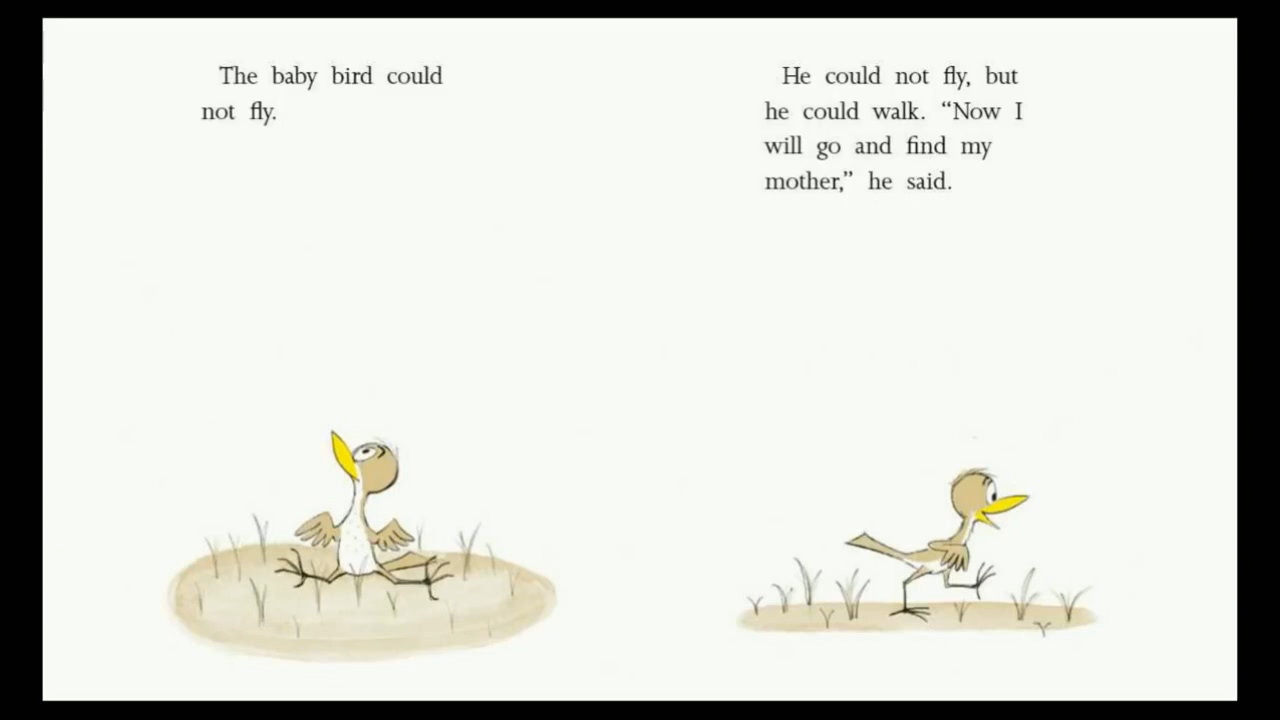 The baby bird could
not fly.
He could not fly, but
he could walk. “Now I
will go and find my
mother,” he said.